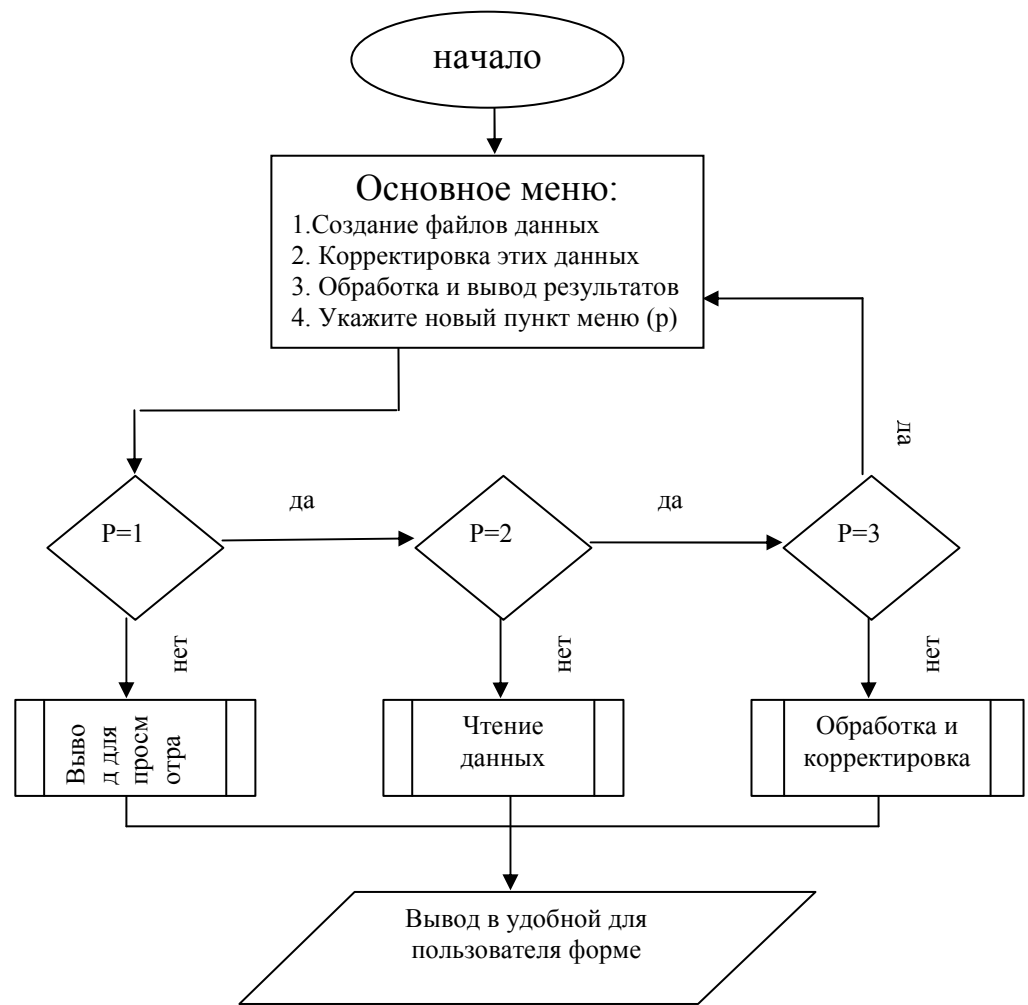 начало
Основное меню:
1.Создание файлов данных
2. Корректировка этих данных
3. Обработка и вывод результатов
4. Укажите новый пункт меню (р)
да
P=1
да
P=2
да
P=3
нет
нет
нет
Выво
д для
просм
отра
Чтение
данных
Обработка и
корректировка
Вывод в удобной для
пользователя форме